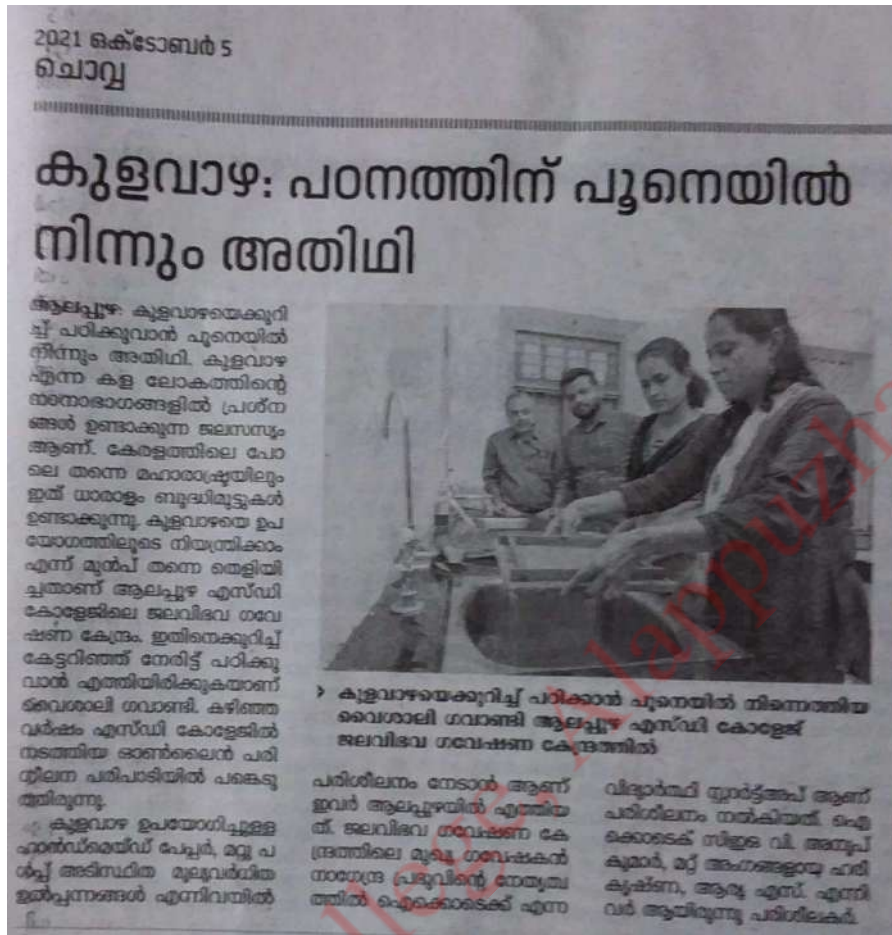 2021 ഒക്ടോബർ 5
ചൊവ്വ
കുളവാഴ: പഠനത്തിന് പൂനെയിൽ
നിന്നും അതിഥി
ആലപ്പുഴ: കുളവാഴയെക്കുറി
ച്ച് പഠിക്കുവാൻ പൂനെയിൽ
നിന്നും അതിഥി. കുളവാഴ
എന്ന കള ലോകത്തിന്റെ
നാനാഭാഗങ്ങളിൽ പ്രശ്ന
ങ്ങൾ ഉണ്ടാക്കുന്ന ജലസസ്യം
ആണ്. കേരളത്തിലെ പോ
ലെ തന്നെ മഹാരാഷ്ട്രയിലും
ഇത് ധാരാളം ബുദ്ധിമുട്ടുകൾ
ഉണ്ടാക്കുന്നു. കുളവാഴയെ ഉപ
യോഗത്തിലൂടെ നിയന്ത്രിക്കാം
എന്ന് മുൻപ് തന്നെ തെളിയി
ച്ചതാണ് ആലപ്പുഴ എസ്ഡി
കോളേജിലെ ജലവിഭവ ഗവേ
ഷണ കേന്ദ്രം. ഇതിനെക്കുറിച്ച്
കേട്ടറിഞ്ഞ് നേരിട്ട് പഠിക്കു
വാൻ എത്തിയിരിക്കുകയാണ്
വൈശാലി ഗവാണ്ടി. കഴിഞ്ഞ
വർഷം എസ്ഡി കോളേജിൽ
നടത്തിയ ഓൺലൈൻ പരി
ശീലന പരിപാടിയിൽ പങ്കെടു
ത്തിരുന്നു.
കുളവാഴ ഉപയോഗിച്ചുള്ള
ഹാൻഡ്മെയ്ഡ് പേപ്പർ, മറ്റു പ
ൾപ്പ് അടിസ്ഥിത മൂല്യവർധിത
ഉൽപ്പന്നങ്ങൾ എന്നിവയിൽ
› കുളവാഴയെക്കുറിച്ച് പഠിക്കാൻ പൂനെയിൽ നിന്നെത്തിയ
വൈശാലി ഗവാണ്ടി ആലപ്പുഴ എസ്ഡി കോളേജ്
ജലവിഭവ ഗവേഷണ കേന്ദ്രത്തിൽ
പരിശീലനം നേടാൻ ആണ്
ഇവർ ആലപ്പുഴയിൽ എത്തിയ
ത്. ജലവിഭവ ഗവേഷണ കേ
ന്ദ്രത്തിലെ മുഖ്യ ഗവേഷകൻ
നാഗേന്ദ്ര പ്രഭുവിന്റെ നേതൃത്വ
ത്തിൽ ഐക്കൊടെക്ക് എന്ന
വിദ്യാർത്ഥി സ്റ്റാർട്ട്അപ് ആണ്
പരിശീലനം നൽകിയത്. ഐ
ക്കൊടെക് സിഇഒ വി. അനൂപ്
കുമാർ, മറ്റ് അംഗങ്ങളായ ഹരി
കൃഷ്ണ, ആര്യ എസ്. എന്നി
വർ ആയിരുന്നു പരിശീലകർ.
llege, Alappuzha